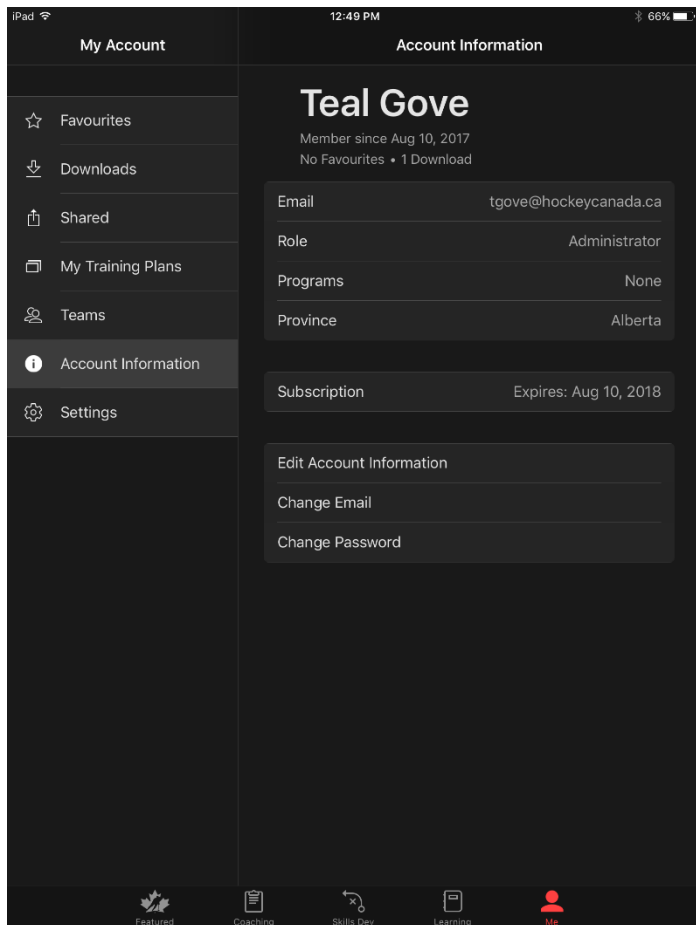 iPad 12:49 PM 66%
My Account
Account Information
Favourites
Downloads
Shared
My Training Plans
Teams
Account Information
Settings
Teal Gove
Member since Aug 10, 2017
No Favourites • 1 Download
Email tgove@hockeycanada.ca
Role Administrator
Programs None
Province Alberta
Subscription Expires: Aug 10, 2018
Edit Account Information
Change Email
Change Password
Featured Coaching Skills Dev Learning Me